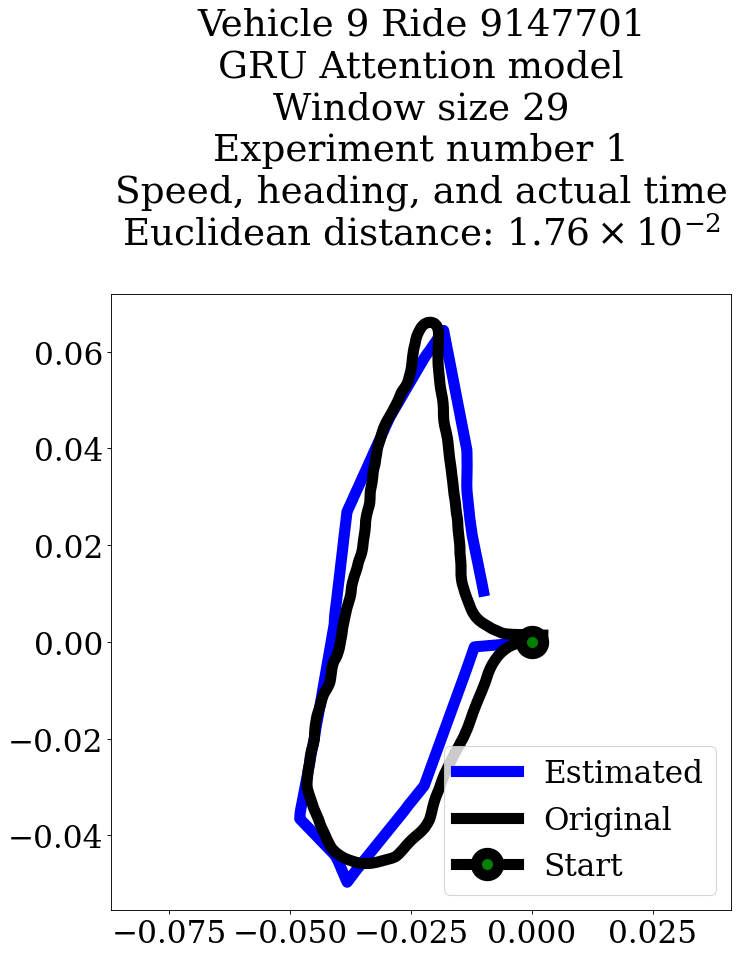 Vehicle 9 Ride 9147701
GRU Attention model
Window size 29
Experiment number 1
Speed, heading, and actual time
Euclidean distance: 1.76 × 10⁻²
0.06
0.04
0.02
0.00
−0.02
−0.04
Estimated
Original
Start
−0.075 −0.050 −0.025 0.000 0.025